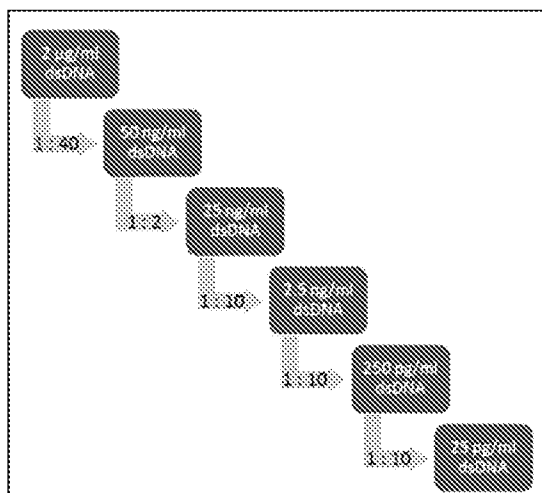 2 µg/ml
dsDNA
1 : 40
50 ng/ml
dsDNA
1 : 2
25 ng/ml
dsDNA
1 : 10
2.5 ng/ml
dsDNA
1 : 10
250 pg/ml
dsDNA
1 : 10
25 pg/ml
dsDNA